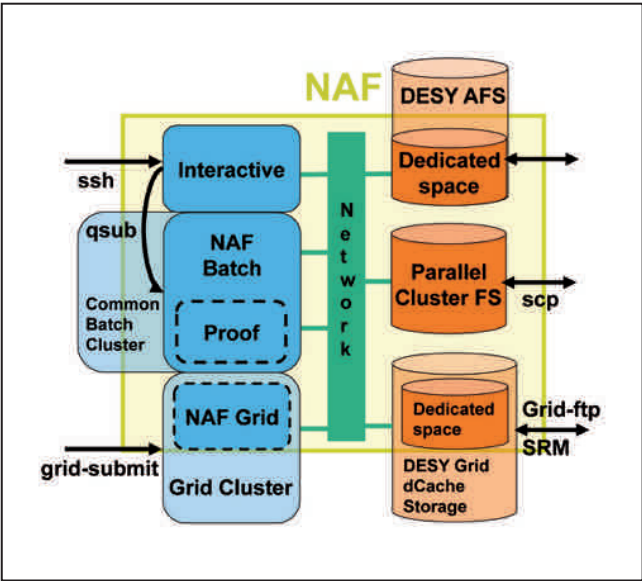 NAF
DESY AFS
Dedicated
space
ssh
Interactive
qsub
NAF
Batch
Common
Batch
Cluster
Proof
Network
Parallel
Cluster FS
scp
NAF Grid
grid-submit
Grid Cluster
Dedicated
space
Grid-ftp
SRM
DESY Grid
dCache
Storage